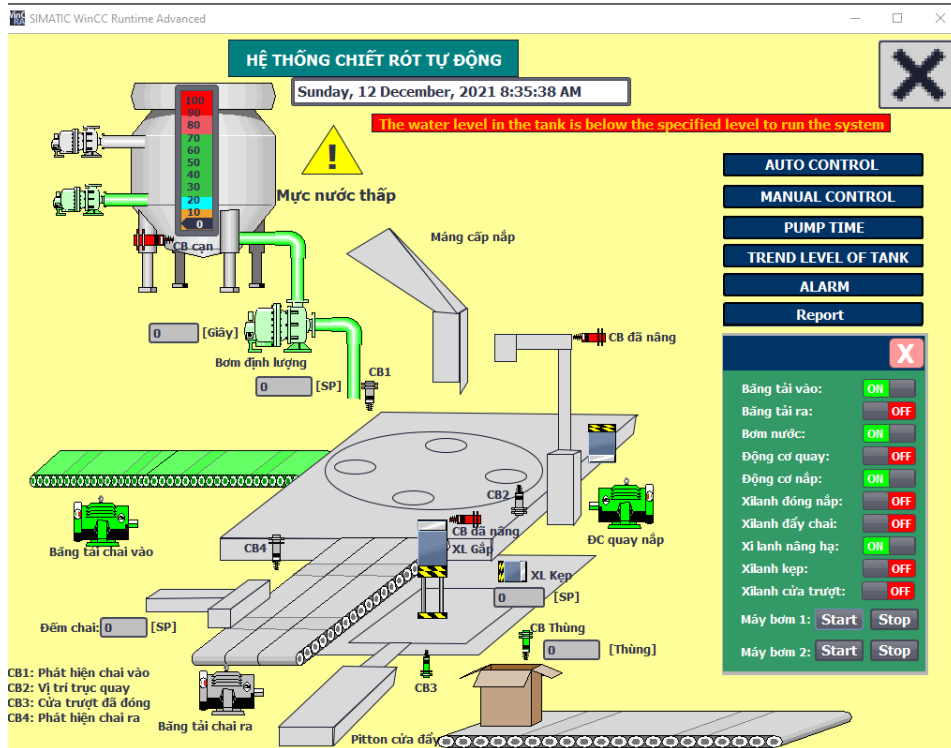 SIMATIC WinCC Runtime Advanced
HỆ THỐNG CHIẾT RÓT TỰ ĐỘNG
Sunday, 12 December, 2021 8:35:38 AM
The water level in the tank is below the specified level to run the system
100
90
80
70
60
50
40
30
20
10
0
!
Mực nước thấp
CB cạn
Máng cấp nắp
AUTO CONTROL
MANUAL CONTROL
PUMP TIME
TREND LEVEL OF TANK
ALARM
Report
0 [Giây]
Bơm định lượng
0 [SP]
CB1
CB đã nâng
X
Băng tải vào: ON
Băng tải ra: OFF
Bơm nước: ON
Động cơ quay: OFF
Động cơ nắp: ON
Xilanh đóng nắp: OFF
Xilanh đẩy chai: OFF
Xi lanh nâng hạ: ON
Xilanh kẹp: OFF
Xilanh cửa trượt: OFF
Máy bơm 1: Start Stop
Máy bơm 2: Start Stop
CB2
CB đã nâng
XL Gắp
ĐC quay nắp
Băng tải chai vào
CB4
XL Kẹp
0 [SP]
Đếm chai: 0 [SP]
CB Thùng
0 [Thùng]
CB3
CB1: Phát hiện chai vào
CB2: Vị trí trục quay
CB3: Cửa trượt đã đóng
CB4: Phát hiện chai ra
Băng tải chai ra
Pitton cửa đẩy